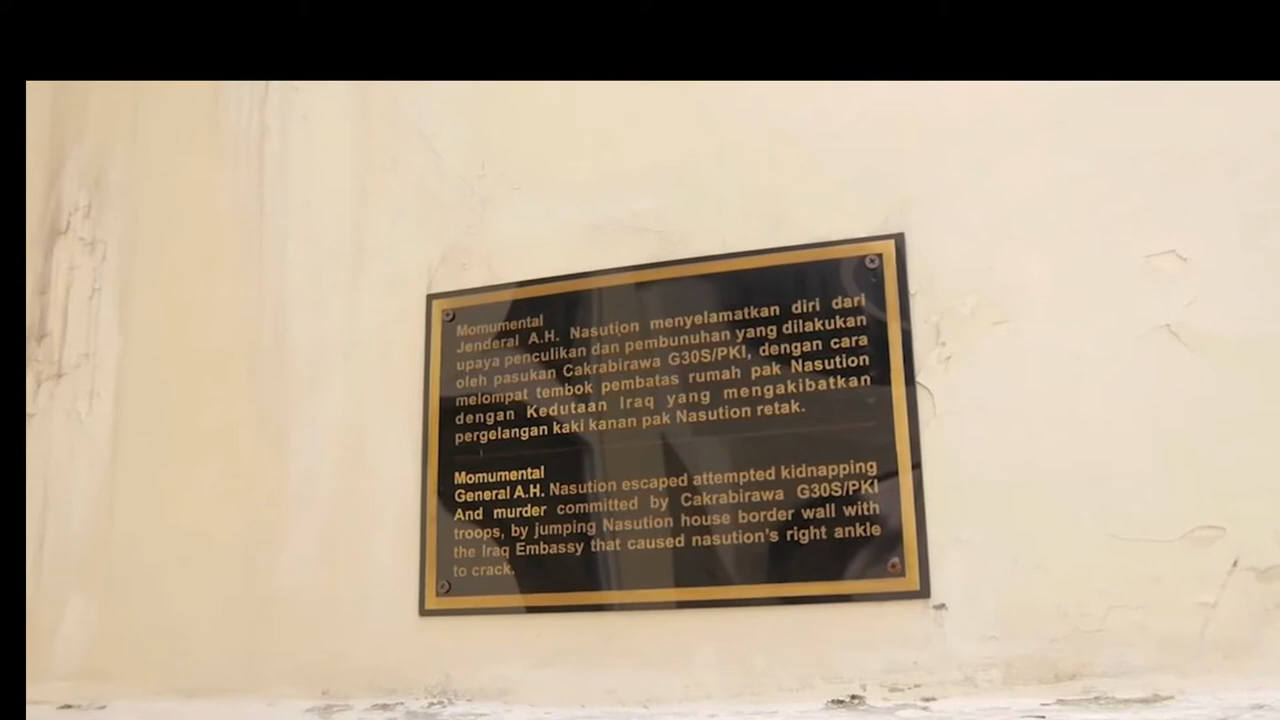 Momumental
Jenderal A.H. Nasution menyelamatkan diri dari
upaya penculikan dan pembunuhan yang dilakukan
oleh pasukan Cakrabirawa G30S/PKI, dengan cara
melompat tembok pembatas rumah pak Nasution
dengan Kedutaan Iraq yang mengakibatkan
pergelangan kaki kanan pak Nasution retak.
Momumental
General A.H. Nasution escaped attempted kidnapping
And murder committed by Cakrabirawa G30S/PKI
troops, by jumping Nasution house border wall with
the Iraq Embassy that caused nasution's right ankle
to crack.